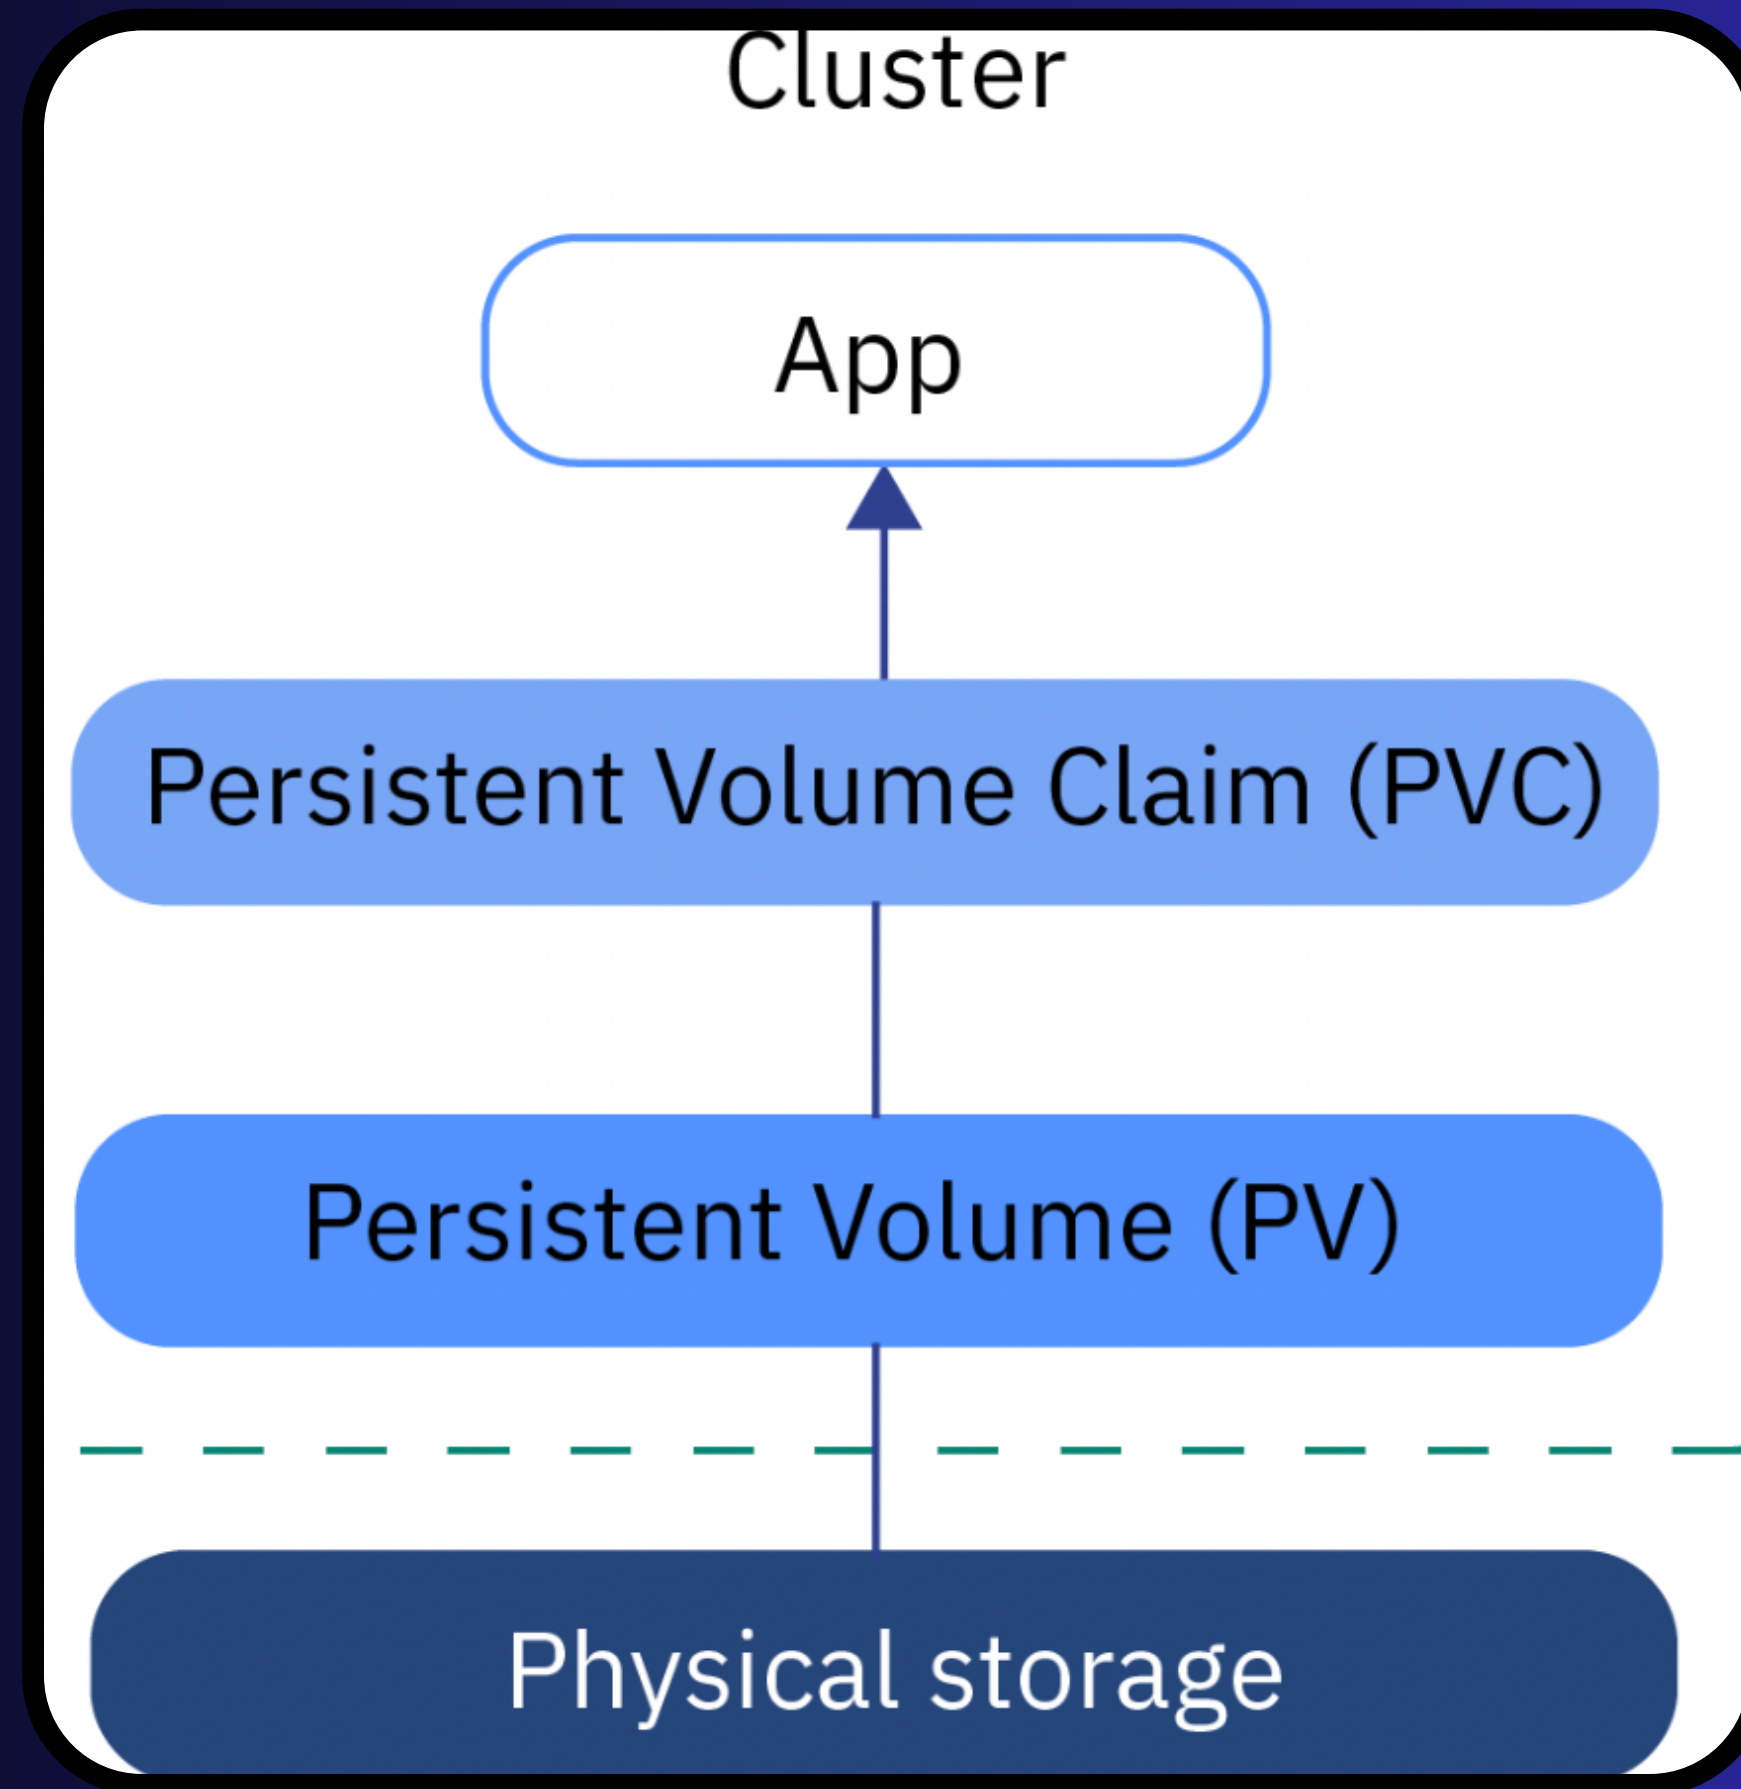 Cluster
App
Persistent Volume Claim (PVC)
Persistent Volume (PV)
Physical storage